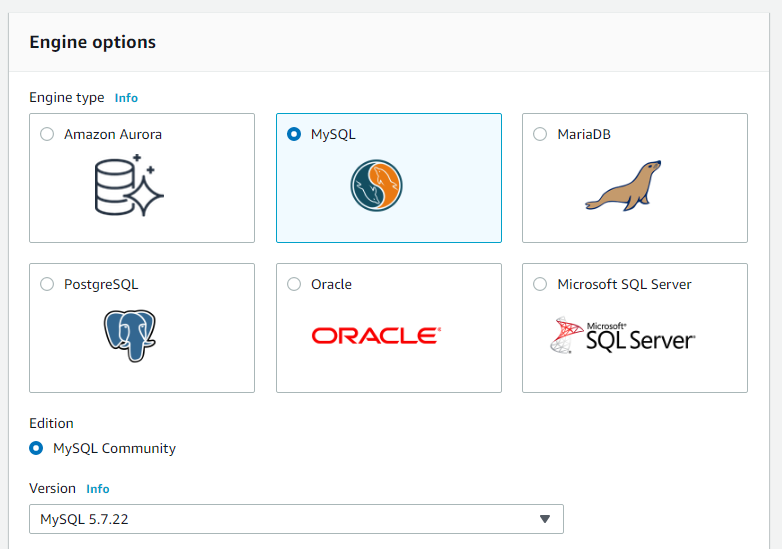 Engine options
Engine type Info
Amazon Aurora
MySQL
MariaDB
PostgreSQL
Oracle
Microsoft SQL Server
ORACLE®
Microsoft®
SQL Server
Edition
MySQL Community
Version Info
MySQL 5.7.22